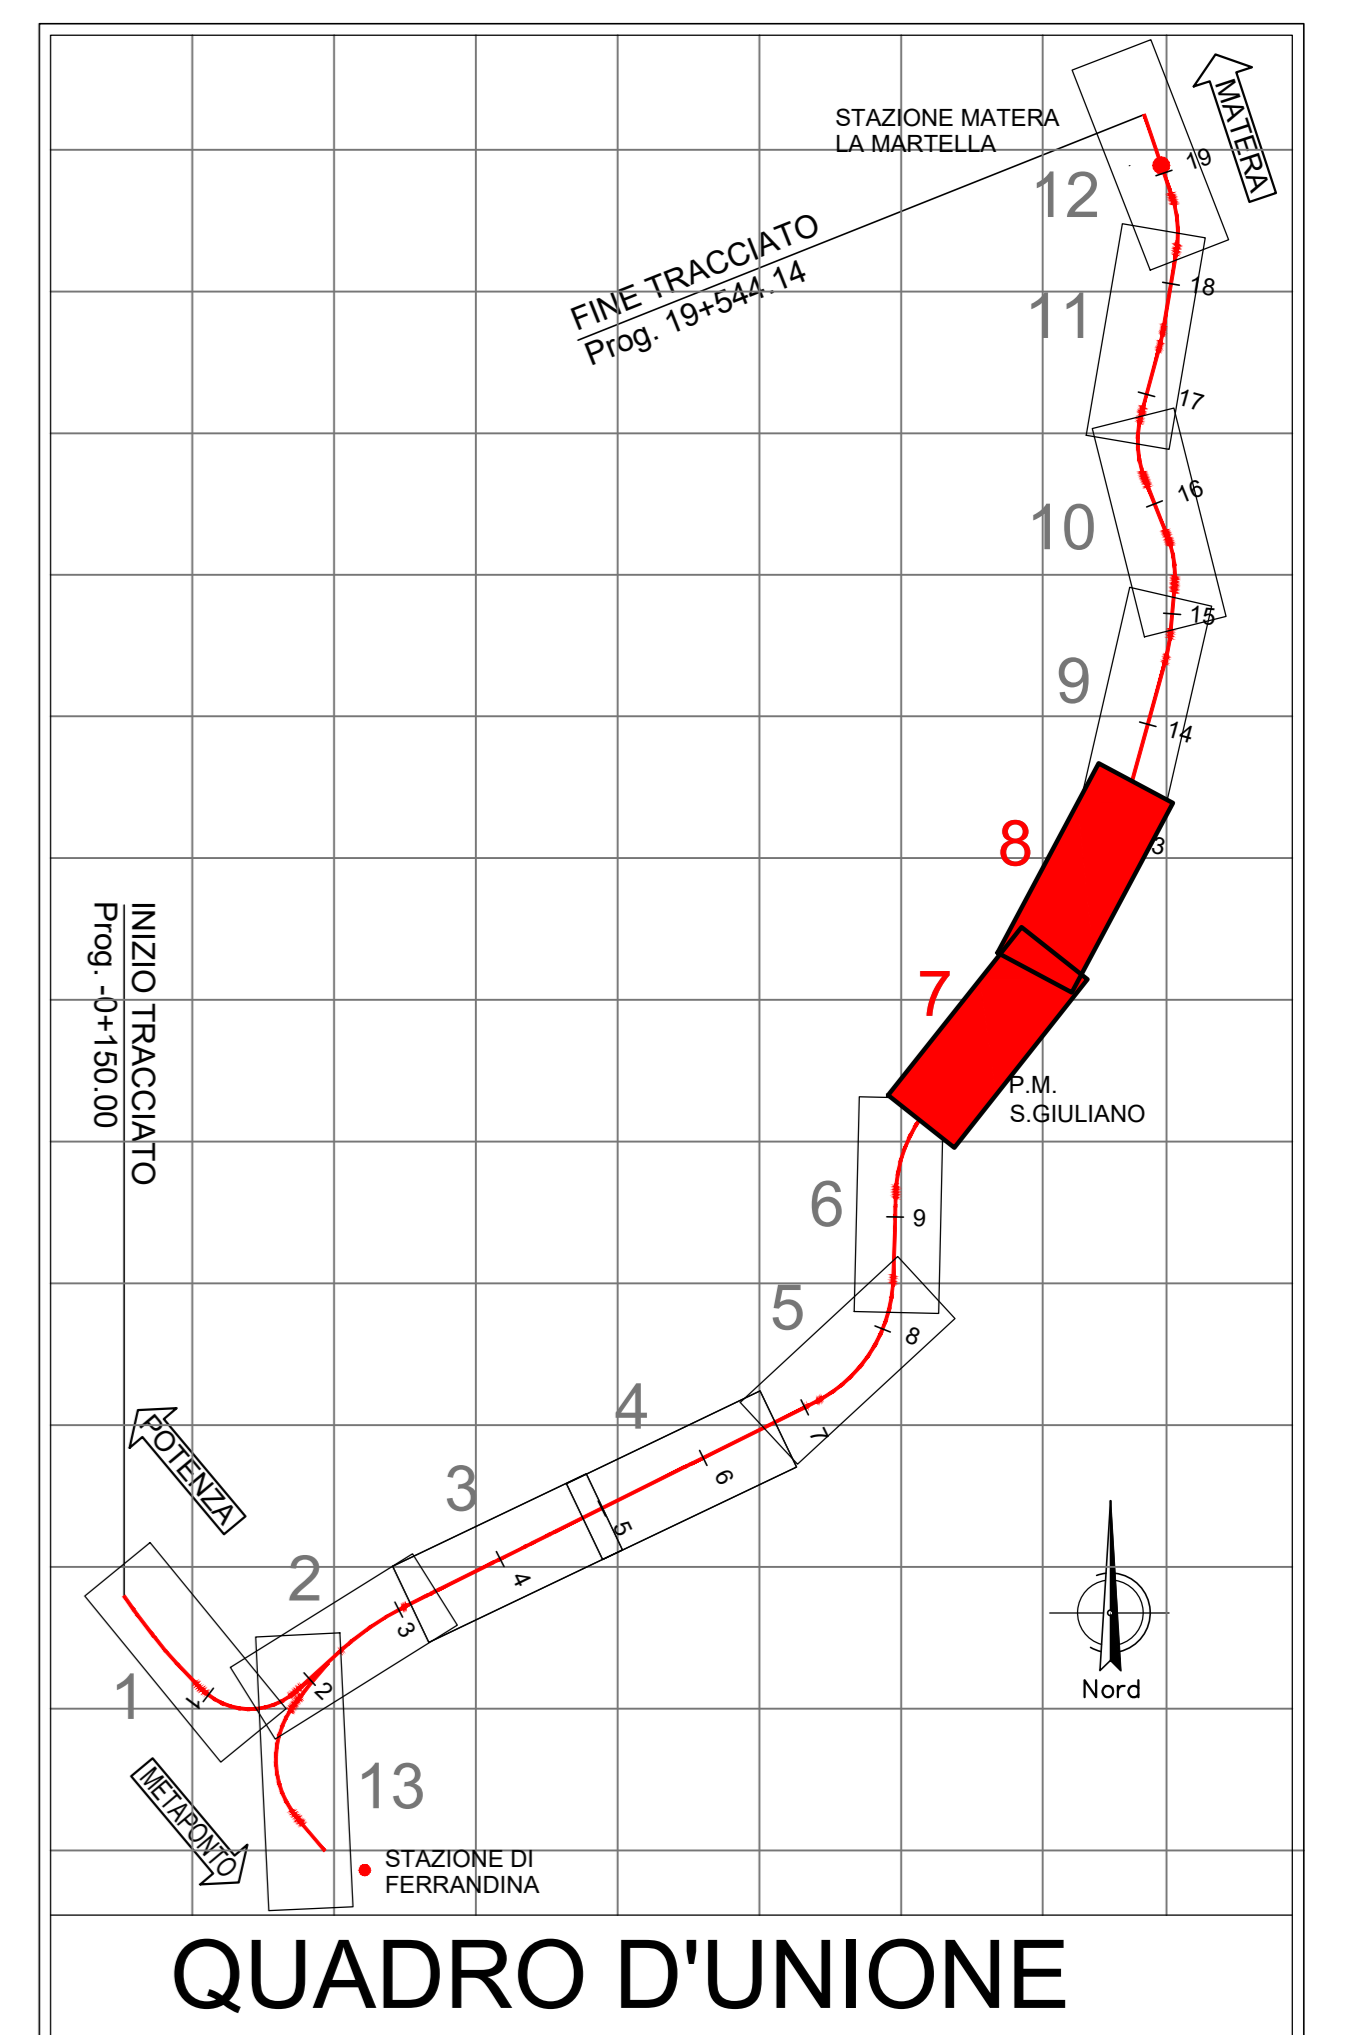 MATERA
STAZIONE MATERA
LA MARTELLA
19
12
FINE TRACCIATO
Prog. 19+544.14
18
11
17
16
10
15
9
14
8
3
7
INIZIO TRACCIATO
Prog. -0+150.00
P.M.
S.GIULIANO
6
9
5
8
4
7
POTENZA
6
3
5
2
4
3
1
1
2
Nord
METAPONTO
13
STAZIONE DI
FERRANDINA
QUADRO D'UNIONE